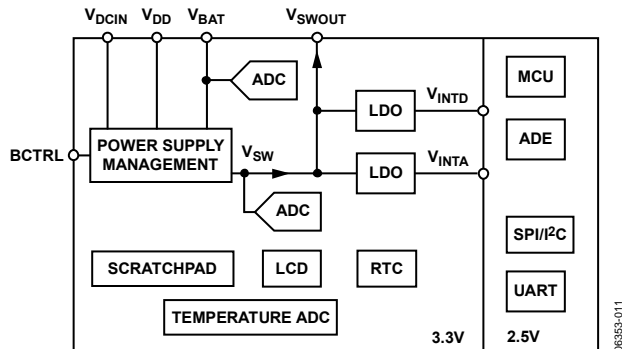 VDCIN VDD VBAT VSWOUT
ADC
MCU
LDO
VINTD
ADE
BCTRL
POWER SUPPLY
MANAGEMENT
VSW
LDO
VINTA
ADC
SPI/I2C
SCRATCHPAD
LCD
RTC
UART
TEMPERATURE ADC
3.3V
2.5V
06353-011